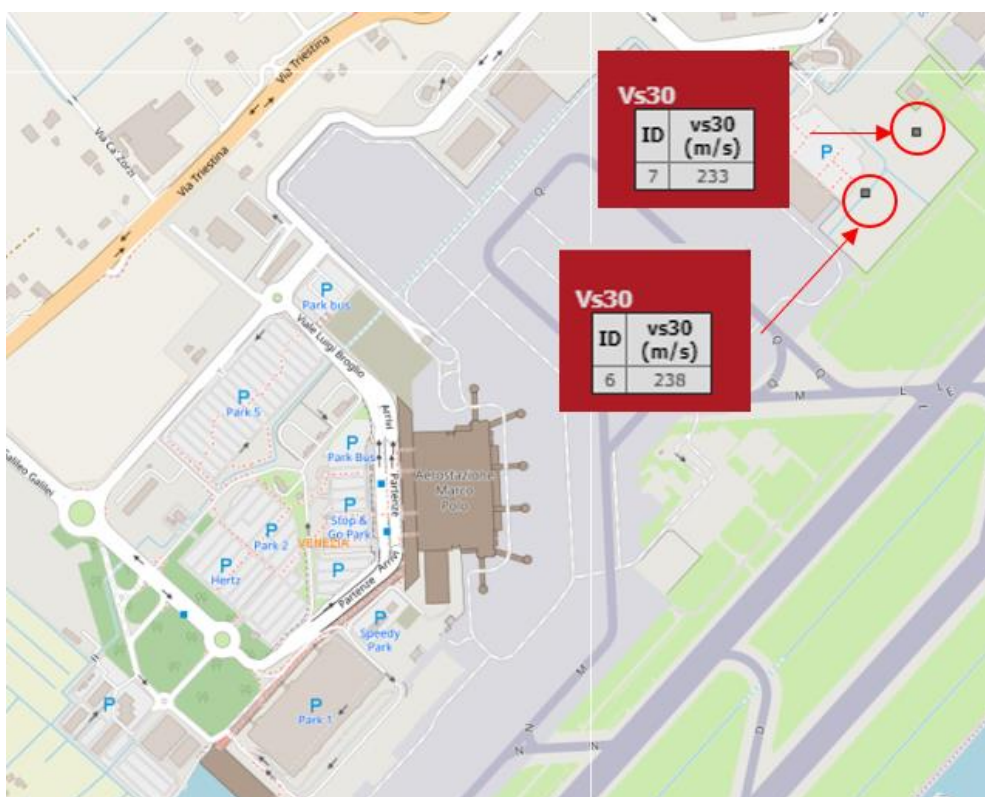 Via Triestina
Via Ca' Zorzi
Via Triestina
Vs30
ID
vs30
(m/s)
7
233
P
Vs30
ID
vs30
(m/s)
6
238
P
Park bus
Viale Luigi Broglio
P
Park 5
Arrivi
P
Park Bus
Partenze
Aerostazione
Marco
Polo
Galileo Galilei
P
Stop &
Go Park
P
Park 2
VENEZIA
P
Hertz
P
Partenze
Arrivi
P
Speedy
Park
P
P
Park 1
M
L
L
E
M
N
N
N
D